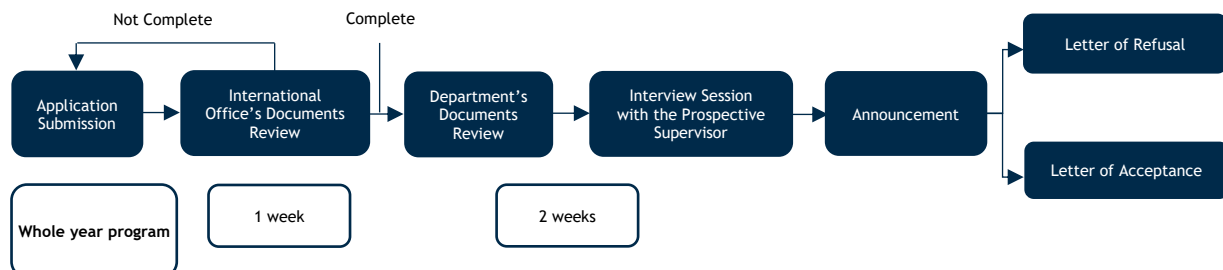 Not Complete
Complete
Application
Submission
International
Office's Documents
Review
Department's
Documents
Review
Interview Session
with the Prospective
Supervisor
Announcement
Letter of Refusal
Letter of Acceptance
Whole year program
1 week
2 weeks